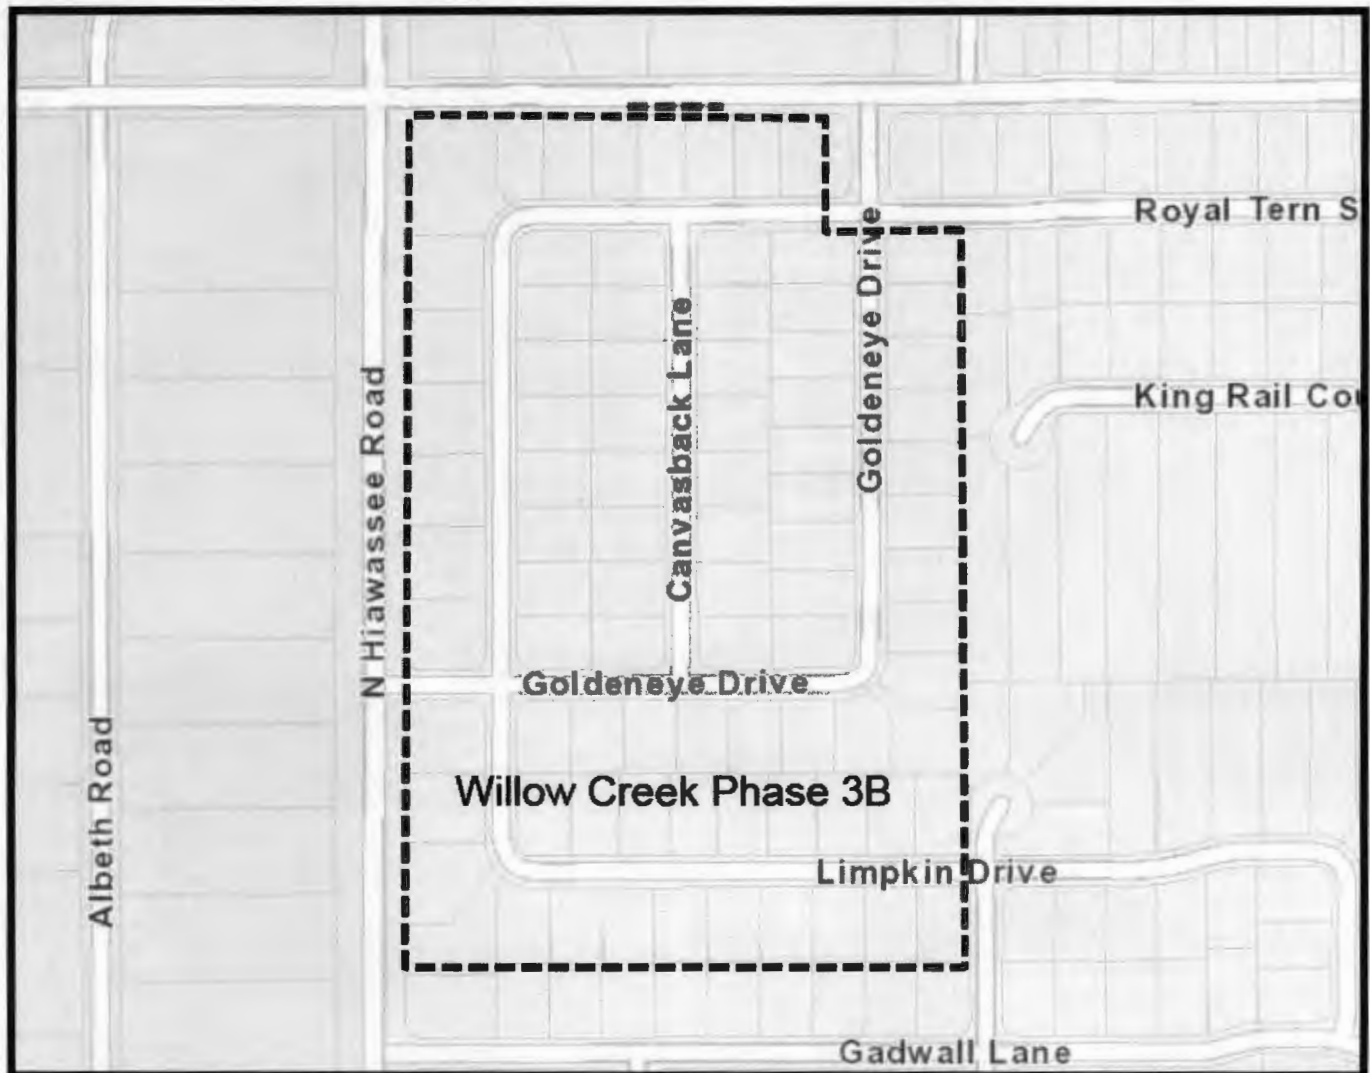 Royal Tern S
Goldeneye Drive
Canvasback Lane
N Hiawassee Road
King Rail Cou
Goldeneye Drive
Albeth Road
Willow Creek Phase 3B
Limpkin Drive
Gadwall Lane